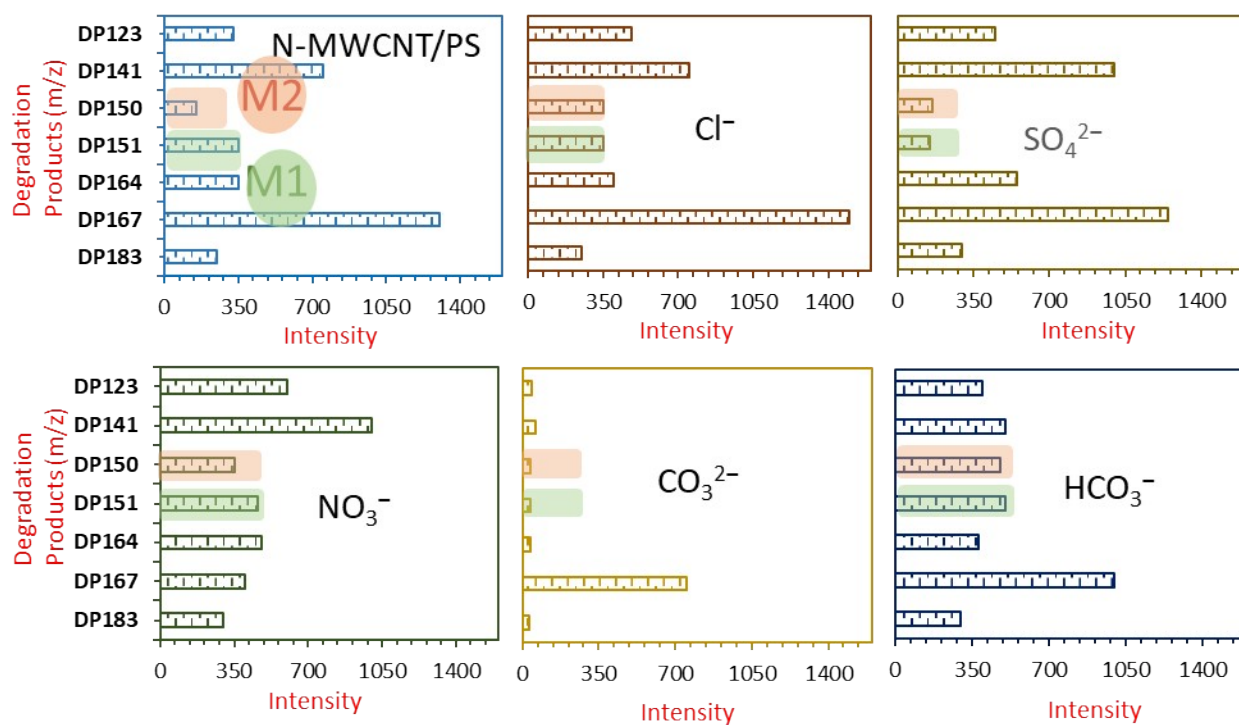 Degradation
Products (m/z)
DP123
DP141
DP150
DP151
DP164
DP167
DP183
N-MWCNT/PS
M2
M1
0 350 700 1050 1400
Intensity
Cl⁻
0 350 700 1050 1400
Intensity
SO₄²⁻
0 350 700 1050 1400
Intensity
Degradation
Products (m/z)
DP123
DP141
DP150
DP151
DP164
DP167
DP183
NO₃⁻
0 350 700 1050 1400
Intensity
CO₃²⁻
0 350 700 1050 1400
Intensity
HCO₃⁻
0 350 700 1050 1400
Intensity